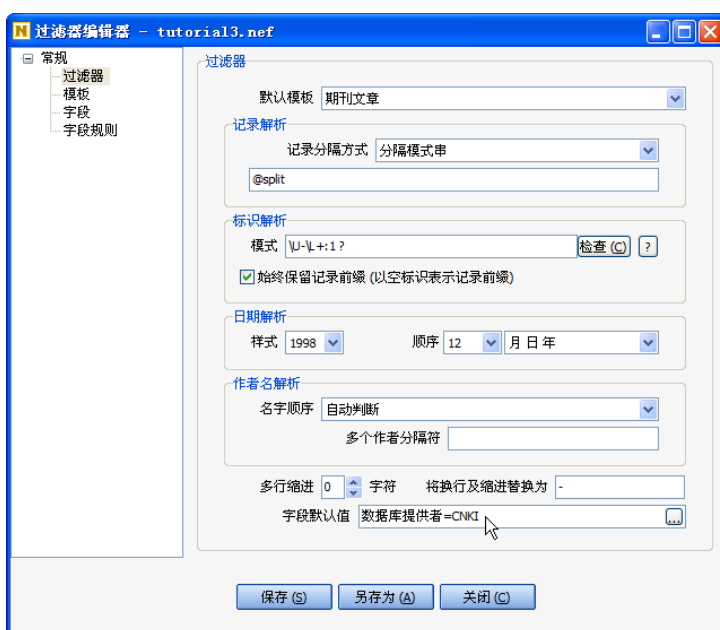 N 过滤器编辑器 - tutorial3.nef
常规
过滤器
模板
字段
字段规则
过滤器
默认模板 期刊文章
记录解析
记录分隔方式 分隔模式串
@split
标识解析
模式 \U-\L+:1? 检查(C) ?
始终保留记录前缀 (以空标识表示记录前缀)
日期解析
样式 1998 顺序 12 月日年
作者名解析
名字顺序 自动判断
多个作者分隔符
多行缩进 0 字符 将换行及缩进替换为 -
字段默认值 数据库提供者=CNKI ...
保存(S) 另存为(A) 关闭(C)